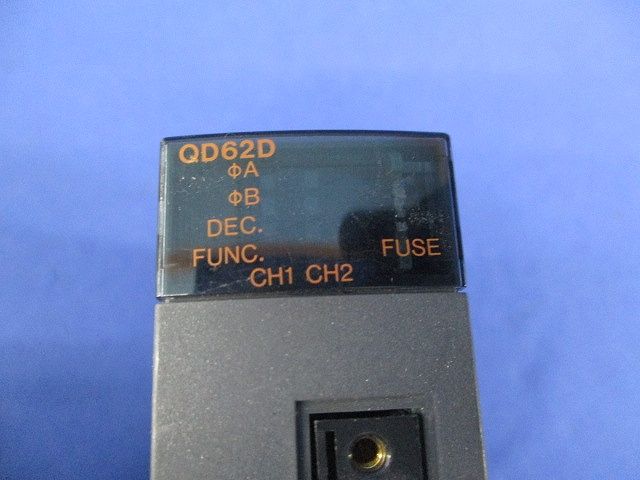 QD62D
ΦA
ΦB
DEC.
FUNC. FUSE
CH1 CH2